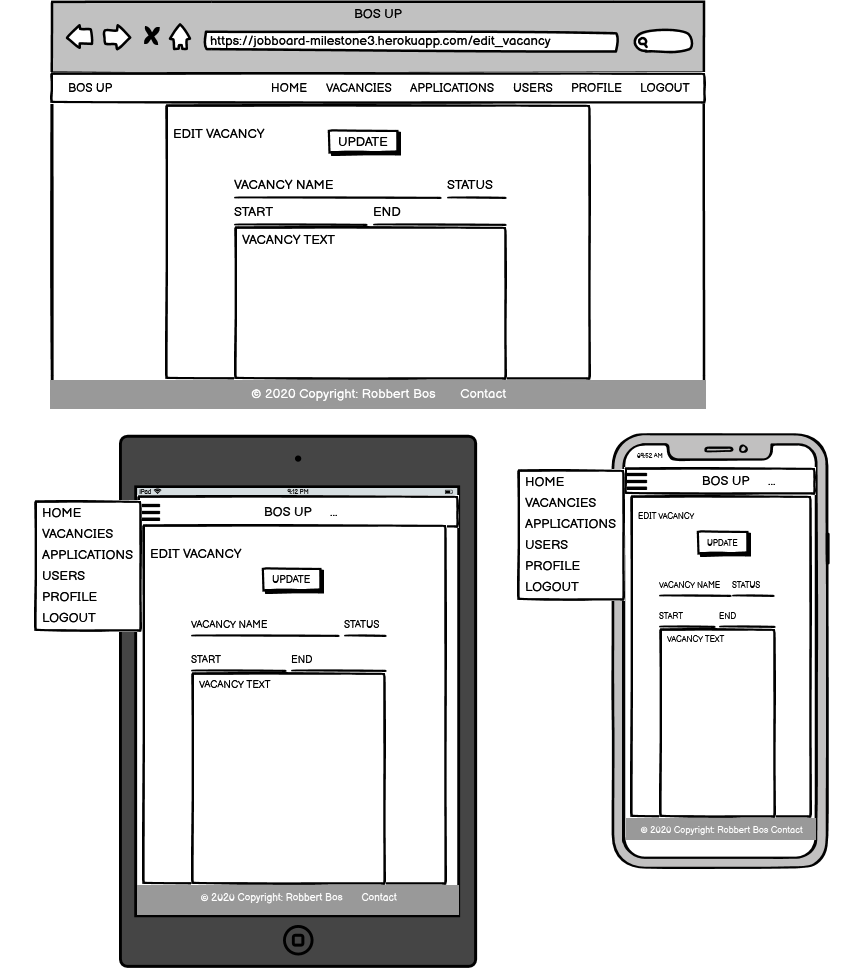 BOS UP
https://jobboard-milestone3.herokuapp.com/edit_vacancy
BOS UP HOME VACANCIES APPLICATIONS USERS PROFILE LOGOUT
EDIT VACANCY
UPDATE
VACANCY NAME STATUS
START END
VACANCY TEXT
© 2020 Copyright: Robbert Bos Contact
iPad 9:12 PM
BOS UP ...
HOME
VACANCIES
APPLICATIONS
USERS
PROFILE
LOGOUT
EDIT VACANCY
UPDATE
VACANCY NAME STATUS
START END
VACANCY TEXT
© 2020 Copyright: Robbert Bos Contact
09:52 AM
BOS UP ...
HOME
VACANCIES
APPLICATIONS
USERS
PROFILE
LOGOUT
EDIT VACANCY
UPDATE
VACANCY NAME STATUS
START END
VACANCY TEXT
© 2020 Copyright: Robbert Bos Contact